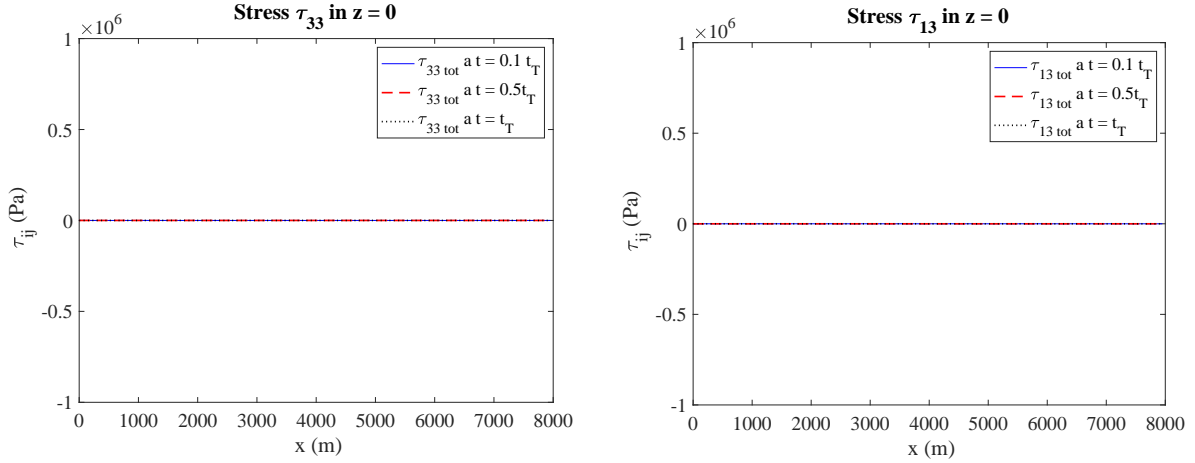 Stress τ33 in z = 0
×10^6
1
0.5
0
-0.5
-1
τij (Pa)
0 1000 2000 3000 4000 5000 6000 7000 8000
x (m)
τ33 tot a t = 0.1 tT
τ33 tot a t = 0.5tT
τ33 tot a t = tT
Stress τ13 in z = 0
×10^6
1
0.5
0
-0.5
-1
τij (Pa)
0 1000 2000 3000 4000 5000 6000 7000 8000
x (m)
τ13 tot a t = 0.1 tT
τ13 tot a t = 0.5tT
τ13 tot a t = tT